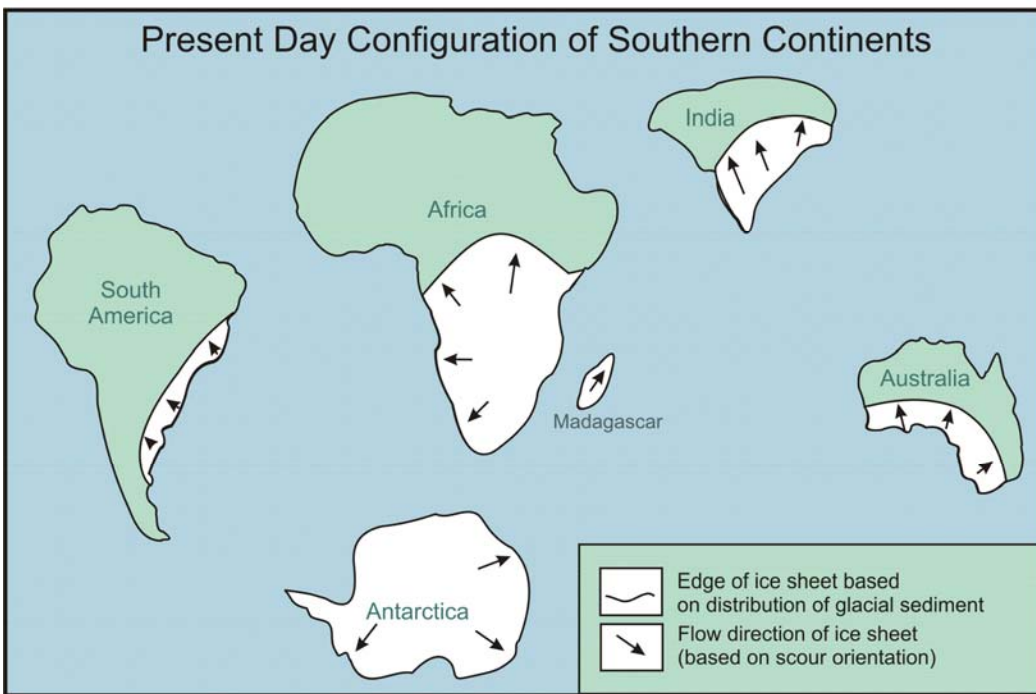 Present Day Configuration of Southern Continents
India
Africa
South
America
Australia
Madagascar
Antarctica
Edge of ice sheet based
on distribution of glacial sediment
Flow direction of ice sheet
(based on scour orientation)